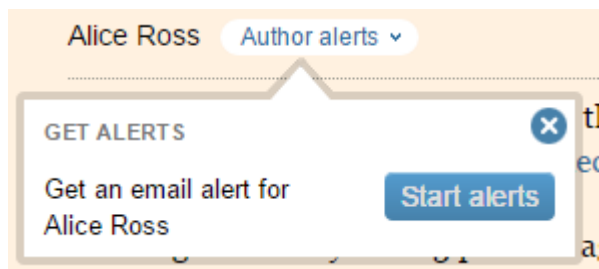 Alice Ross Author alerts
GET ALERTS
Get an email alert for
Alice Ross
Start alerts